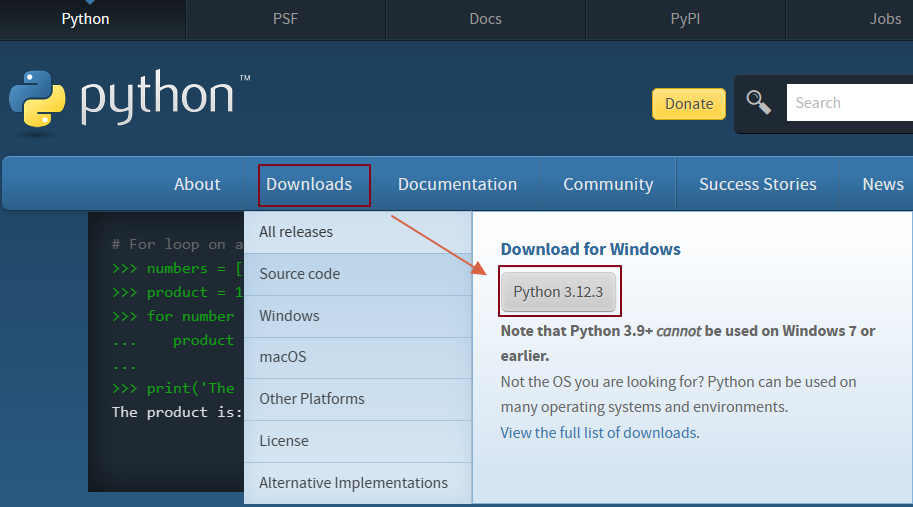 Python
PSF
Docs
PyPI
Jobs
python™
Donate
Search
About
Downloads
Documentation
Community
Success Stories
News
# For loop on a
>>> numbers = [
>>> product = 1
>>> for number
...    product
...
>>> print('The
The product is:
All releases
Source code
Windows
macOS
Other Platforms
License
Alternative Implementations
Download for Windows
Python 3.12.3
Note that Python 3.9+ cannot be used on Windows 7 or
earlier.
Not the OS you are looking for? Python can be used on
many operating systems and environments.
View the full list of downloads.